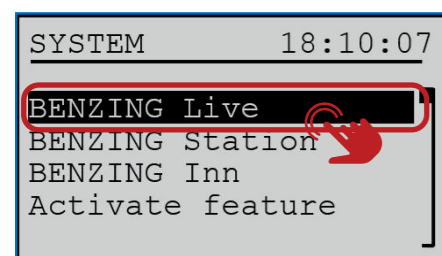 SYSTEM 18:10:07
BENZING Live
BENZING Station
BENZING Inn
Activate feature